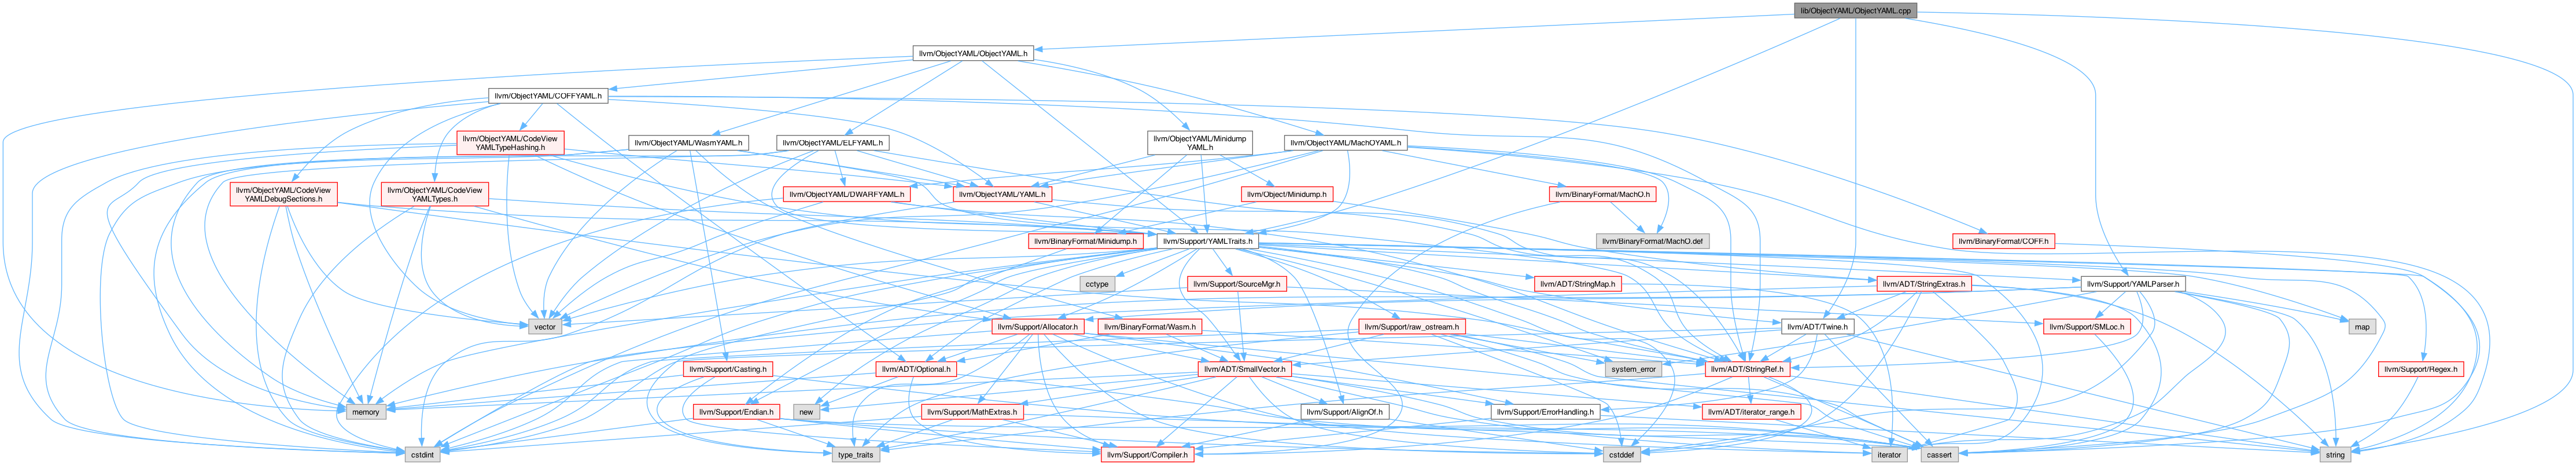 lib/ObjectYAML/ObjectYAML.cpp
llvm/ObjectYAML/ObjectYAML.h
llvm/ObjectYAML/COFFYAML.h
llvm/ObjectYAML/CodeView
YAMLTypeHashing.h
llvm/ObjectYAML/WasmYAML.h
llvm/ObjectYAML/ELFYAML.h
llvm/ObjectYAML/Minidump
YAML.h
llvm/ObjectYAML/MachOYAML.h
llvm/ObjectYAML/CodeView
YAMLDebugSections.h
llvm/ObjectYAML/CodeView
YAMLTypes.h
llvm/ObjectYAML/DWARFYAML.h
llvm/ObjectYAML/YAML.h
llvm/Object/Minidump.h
llvm/BinaryFormat/MachO.h
llvm/BinaryFormat/Minidump.h
llvm/Support/YAMLTraits.h
llvm/BinaryFormat/MachO.def
llvm/BinaryFormat/COFF.h
cctype
llvm/Support/SourceMgr.h
llvm/ADT/StringMap.h
llvm/ADT/StringExtras.h
llvm/Support/YAMLParser.h
vector
llvm/Support/Allocator.h
llvm/BinaryFormat/Wasm.h
llvm/Support/raw_ostream.h
llvm/ADT/Twine.h
llvm/Support/SMLoc.h
map
llvm/Support/Casting.h
llvm/ADT/Optional.h
llvm/ADT/SmallVector.h
system_error
llvm/ADT/StringRef.h
llvm/Support/Regex.h
memory
llvm/Support/Endian.h
new
llvm/Support/MathExtras.h
llvm/Support/AlignOf.h
llvm/Support/ErrorHandling.h
llvm/ADT/iterator_range.h
cstdint
type_traits
llvm/Support/Compiler.h
cstddef
iterator
cassert
string